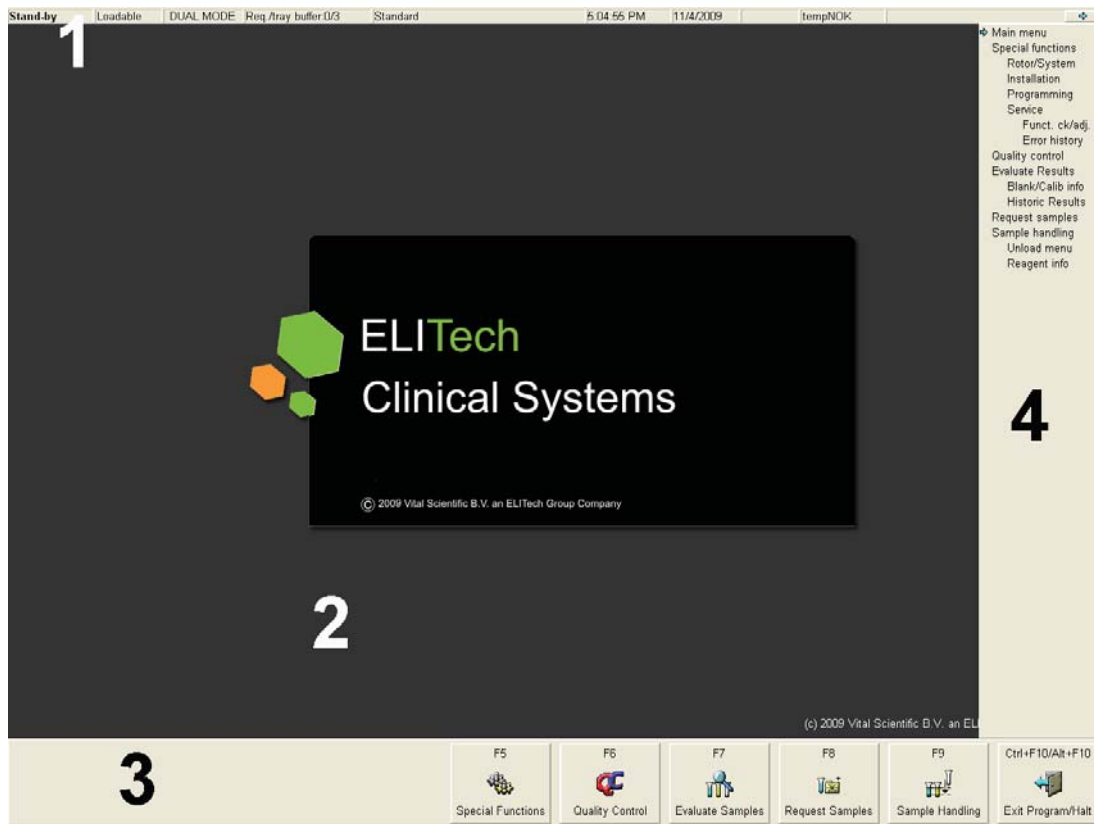 Stand-by Loadable DUAL MODE Req./tray buffer:0/3 Standard 5:04:55 PM 11/4/2009 tempNOK
1
Main menu
Special functions
Rotor/System
Installation
Programming
Service
Funct. ck/adj.
Error history
Quality control
Evaluate Results
Blank/Calib info
Historic Results
Request samples
Sample handling
Unload menu
Reagent info
ELITech
Clinical Systems
© 2009 Vital Scientific B.V. an ELITech Group Company
4
2
(c) 2009 Vital Scientific B.V. an ELI
3
F5 F6 F7 F8 F9 Ctrl+F10/Alt+F10
Special Functions Quality Control Evaluate Samples Request Samples Sample Handling Exit Program/Halt